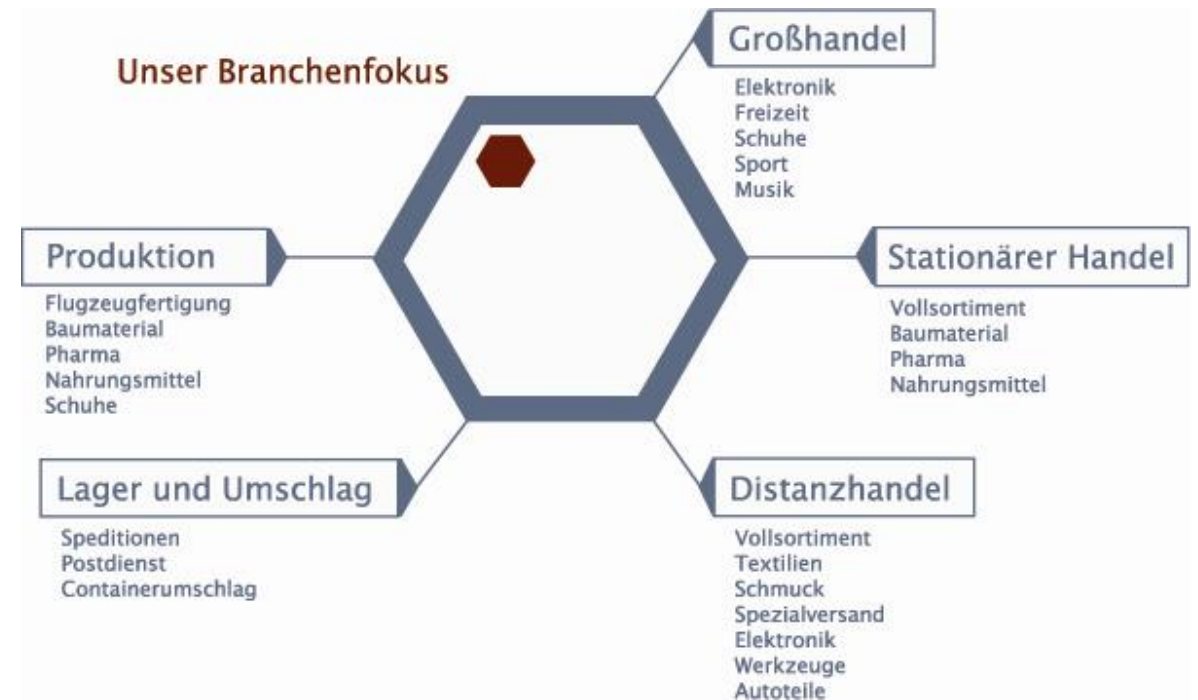 Unser Branchenfokus
Großhandel
Elektronik
Freizeit
Schuhe
Sport
Musik
Produktion
Flugzeugfertigung
Baumaterial
Pharma
Nahrungsmittel
Schuhe
Stationärer Handel
Vollsortiment
Baumaterial
Pharma
Nahrungsmittel
Lager und Umschlag
Speditionen
Postdienst
Containerumschlag
Distanzhandel
Vollsortiment
Textilien
Schmuck
Spezialversand
Elektronik
Werkzeuge
Autoteile